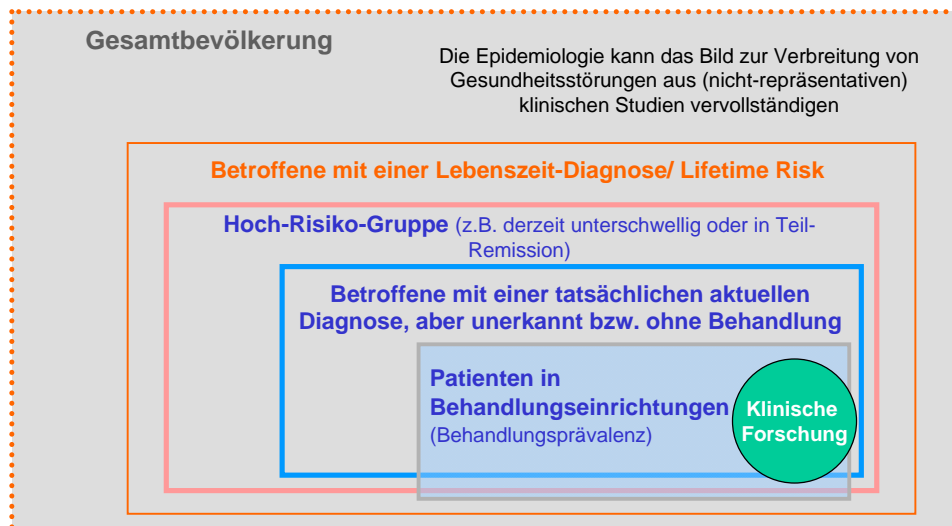 Gesamtbevölkerung
Die Epidemiologie kann das Bild zur Verbreitung von
Gesundheitsstörungen aus (nicht-repräsentativen)
klinischen Studien vervollständigen
Betroffene mit einer Lebenszeit-Diagnose/ Lifetime Risk
Hoch-Risiko-Gruppe (z.B. derzeit unterschwellig oder in Teil-
Remission)
Betroffene mit einer tatsächlichen aktuellen
Diagnose, aber unerkannt bzw. ohne Behandlung
Patienten in
Behandlungseinrichtungen
(Behandlungsprävalenz)
Klinische
Forschung